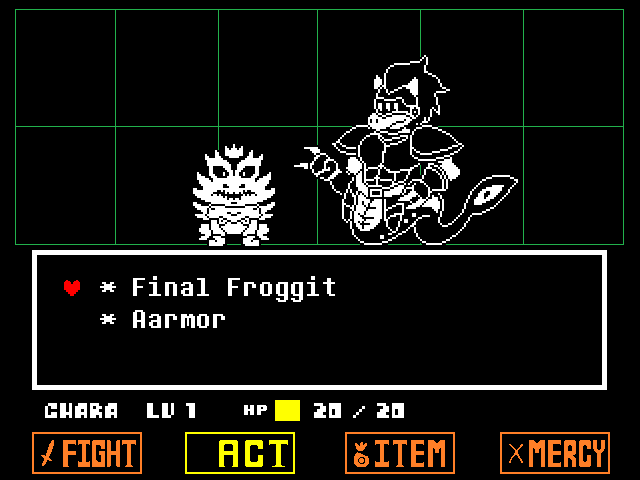 * Final Froggit
* Aarmor
CHARA LV 1 HP 20 / 20
FIGHT ACT ITEM MERCY